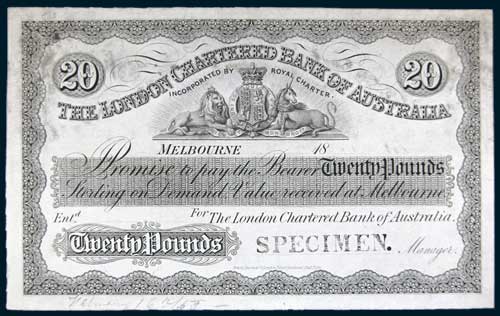 20 20
THE LONDON CHARTERED BANK OF AUSTRALIA
INCORPORATED BY ROYAL CHARTER.
MELBOURNE 18
Promise to pay the Bearer Twenty Pounds
Sterling on Demand Value received at Melbourne
For The London Chartered Bank of Australia.
Entd
Twenty Pounds SPECIMEN. Manager.